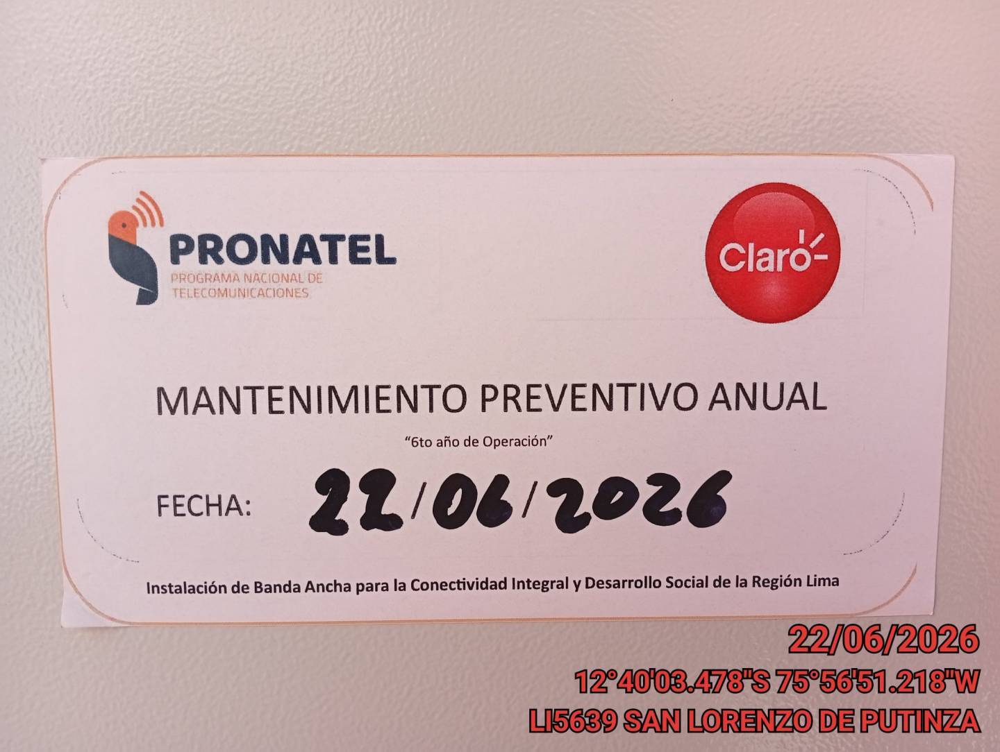 PRONATEL
PROGRAMA NACIONAL DE
TELECOMUNICACIONES
Claro
MANTENIMIENTO PREVENTIVO ANUAL
“6to año de Operación”
FECHA: 22/06/2026
Instalación de Banda Ancha para la Conectividad Integral y Desarrollo Social de la Región Lima
22/06/2026
12°40'03.478"S 75°56'51.218"W
LI5639 SAN LORENZO DE PUTINZA